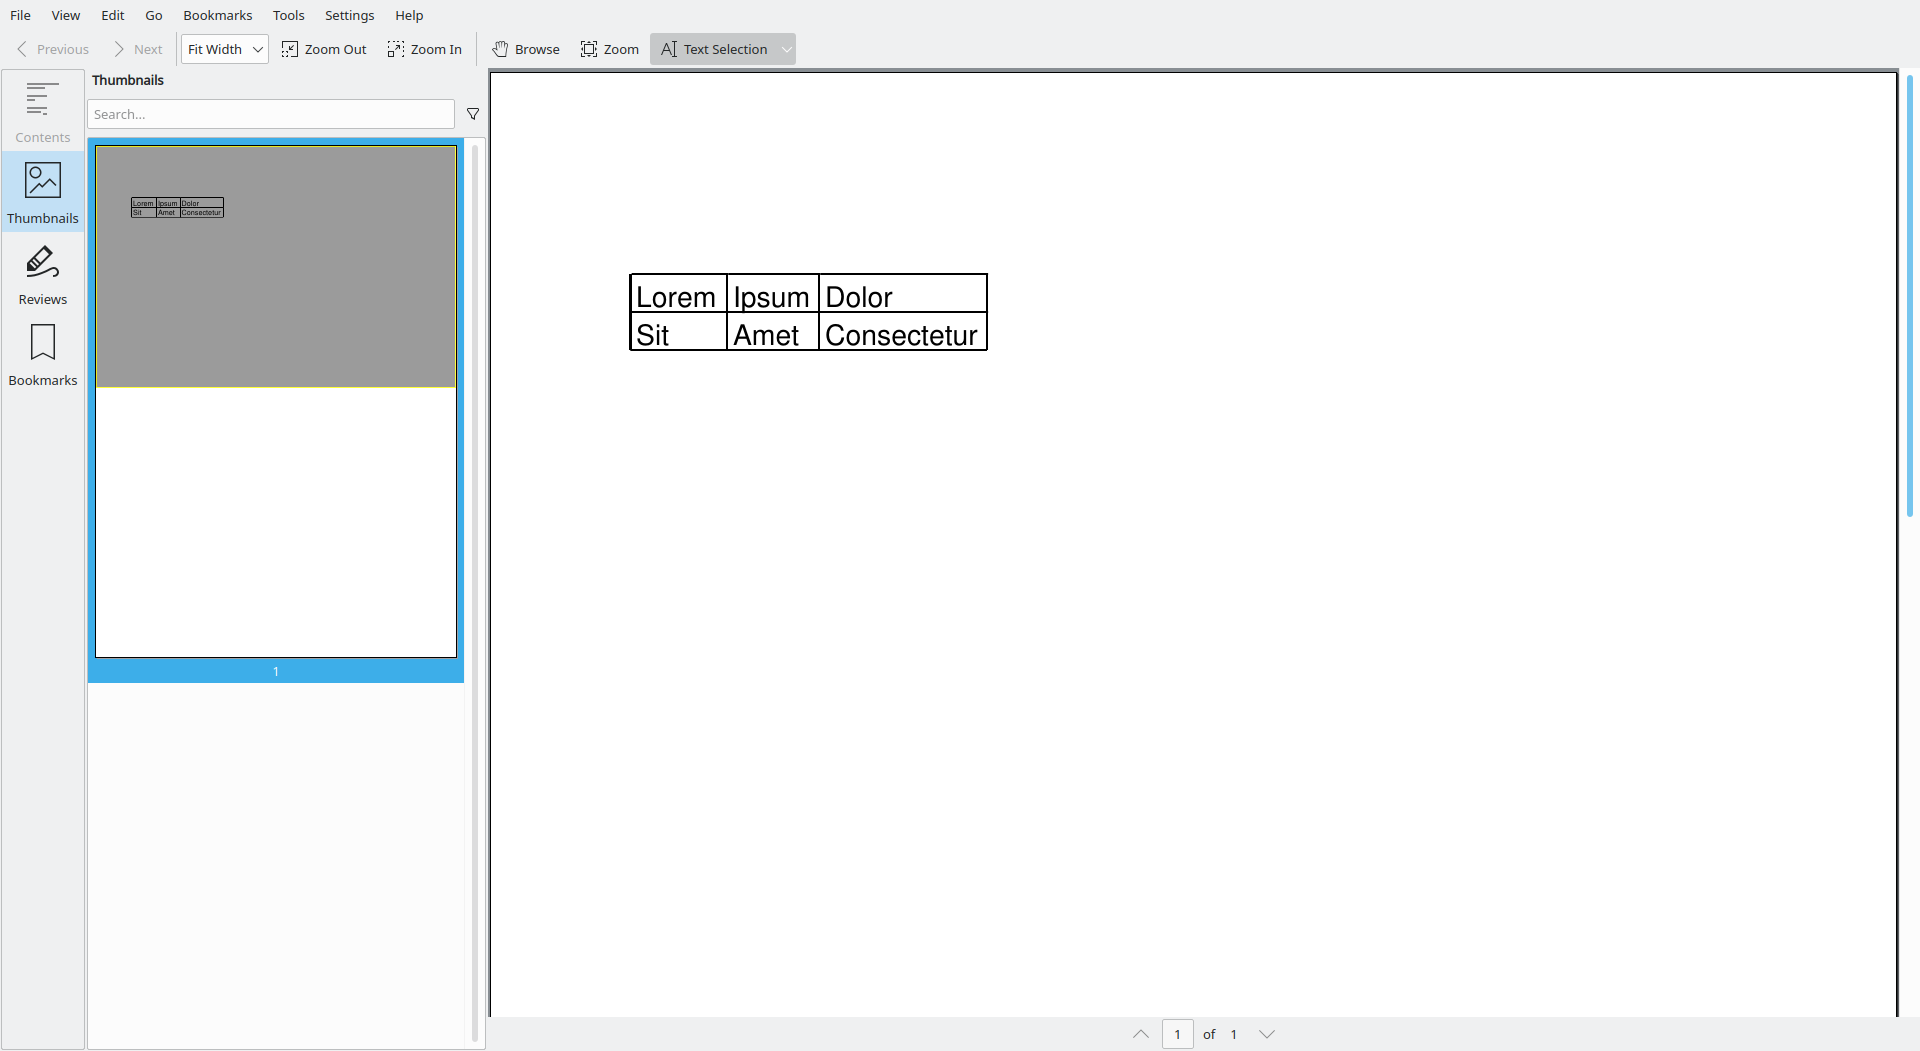 File View Edit Go Bookmarks Tools Settings Help
Previous Next Fit Width Zoom Out Zoom In Browse Zoom Text Selection
Contents
Thumbnails
Reviews
Bookmarks
Thumbnails
Search...
Lorem Ipsum Dolor
Sit Amet Consectetur
1
Lorem Ipsum Dolor
Sit Amet Consectetur
1 of 1